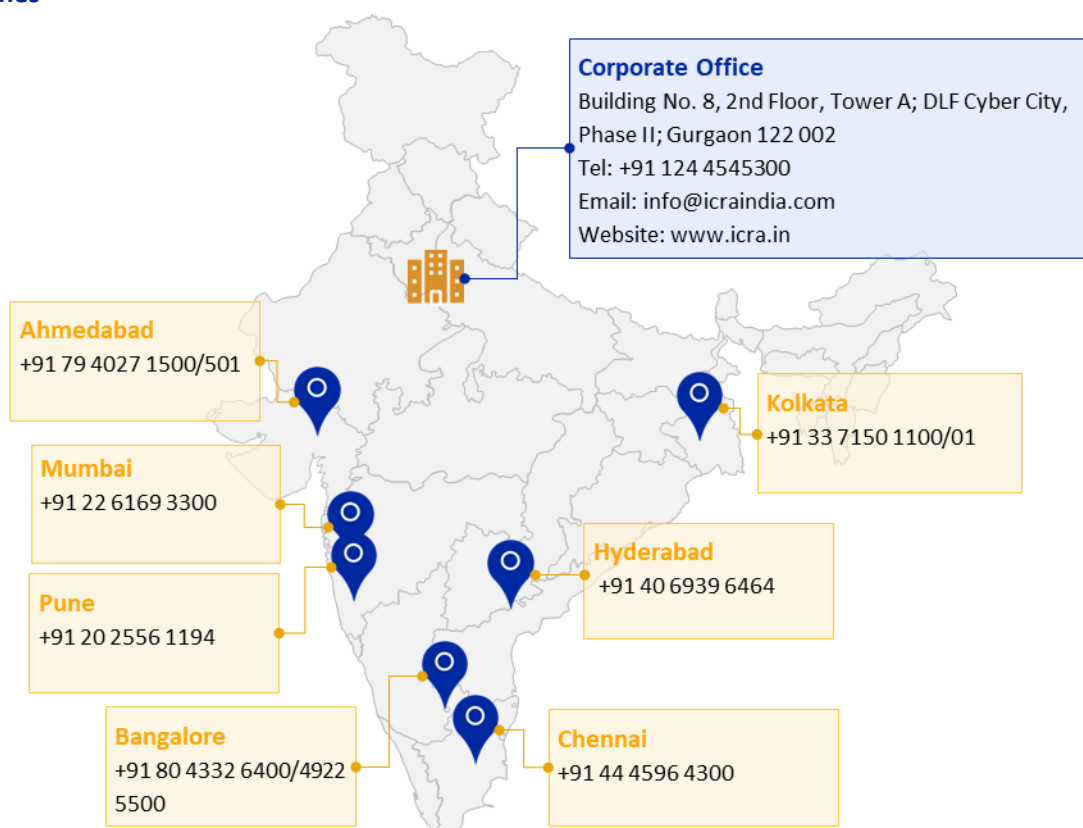 Corporate Office
Building No. 8, 2nd Floor, Tower A; DLF Cyber City,
Phase II; Gurgaon 122 002
Tel: +91 124 4545300
Email: info@icraindia.com
Website: www.icra.in
Ahmedabad
+91 79 4027 1500/501
Kolkata
+91 33 7150 1100/01
Mumbai
+91 22 6169 3300
Hyderabad
+91 40 6939 6464
Pune
+91 20 2556 1194
Bangalore
+91 80 4332 6400/4922
5500
Chennai
+91 44 4596 4300